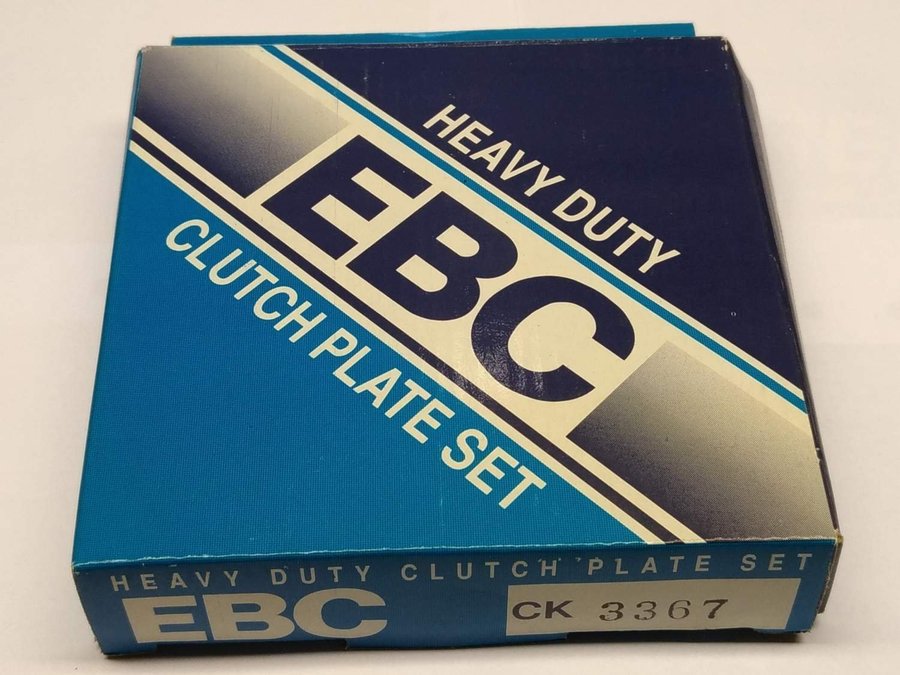 HEAVY DUTY
EBC
CLUTCH PLATE SET
HEAVY DUTY CLUTCH PLATE SET
EBC
CK 3367